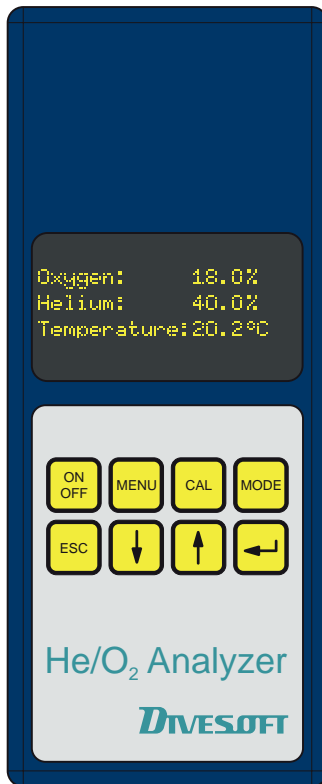 Oxygen: 18.0%
Helium: 40.0%
Temperature:20.2°C
ON OFF MENU CAL MODE
ESC
He/O₂ Analyzer
DIVESOFT